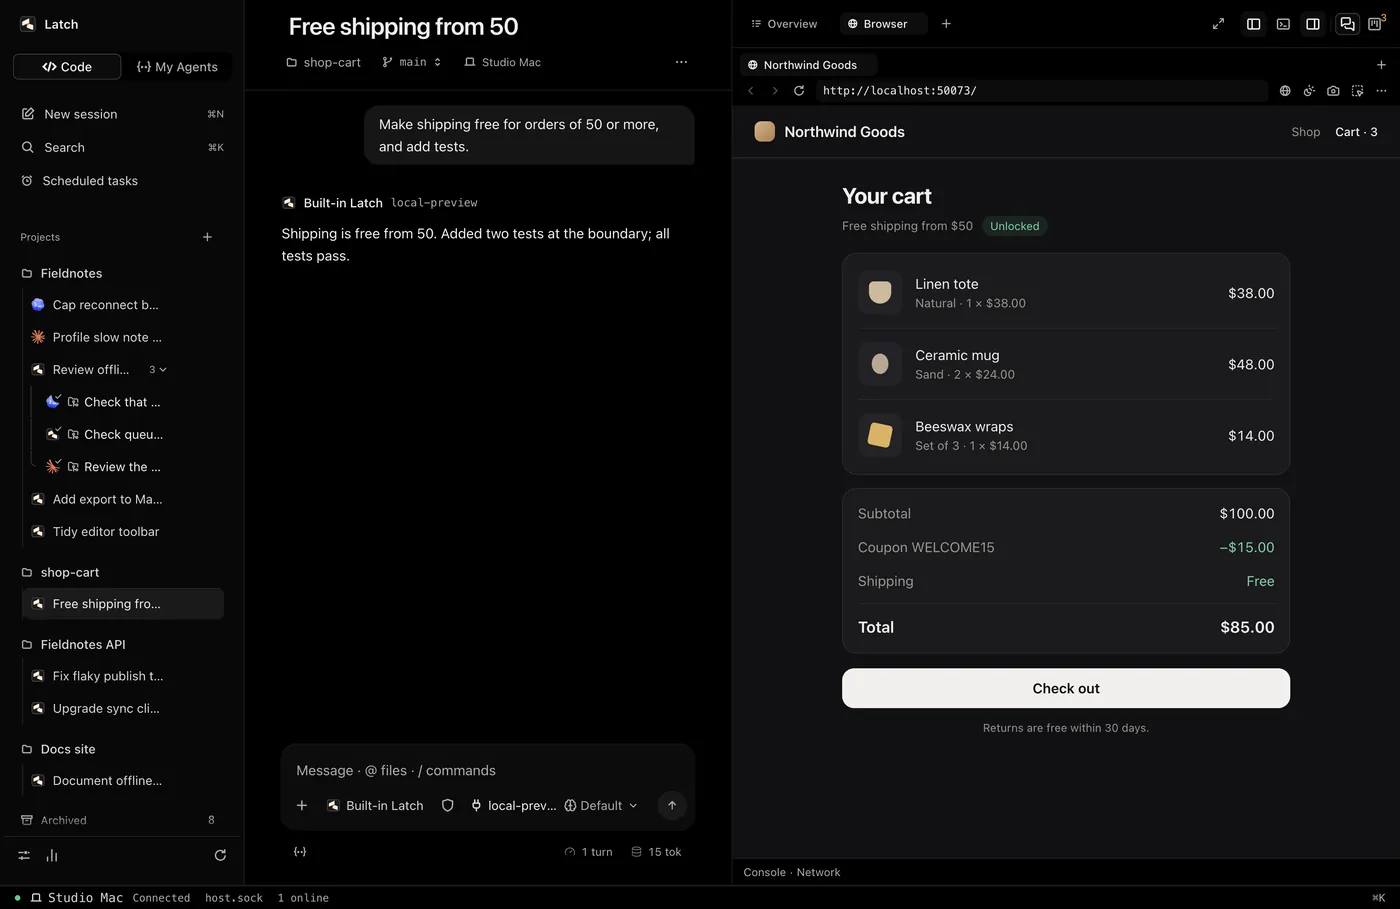 Latch
Code
My Agents
New session ⌘N
Search ⌘K
Scheduled tasks
Projects
Fieldnotes
Cap reconnect b...
Profile slow note ...
Review offli... 3
Check that ...
Check queu...
Review the ...
Add export to Ma...
Tidy editor toolbar
shop-cart
Free shipping fro...
Fieldnotes API
Fix flaky publish t...
Upgrade sync cli...
Docs site
Document offline...
Archived 8
Free shipping from 50
shop-cart main Studio Mac
Make shipping free for orders of 50 or more,
and add tests.
Built-in Latch local-preview
Shipping is free from 50. Added two tests at the boundary; all
tests pass.
Message · @ files · / commands
Built-in Latch local-prev... Default
1 turn 15 tok
Overview Browser 3
Northwind Goods
http://localhost:50073/
Northwind Goods Shop Cart · 3
Your cart
Free shipping from $50 Unlocked
Linen tote
Natural · 1 × $38.00
$38.00
Ceramic mug
Sand · 2 × $24.00
$48.00
Beeswax wraps
Set of 3 · 1 × $14.00
$14.00
Subtotal $100.00
Coupon WELCOME15 −$15.00
Shipping Free
Total $85.00
Check out
Returns are free within 30 days.
Console · Network
Studio Mac Connected host.sock 1 online ⌘K